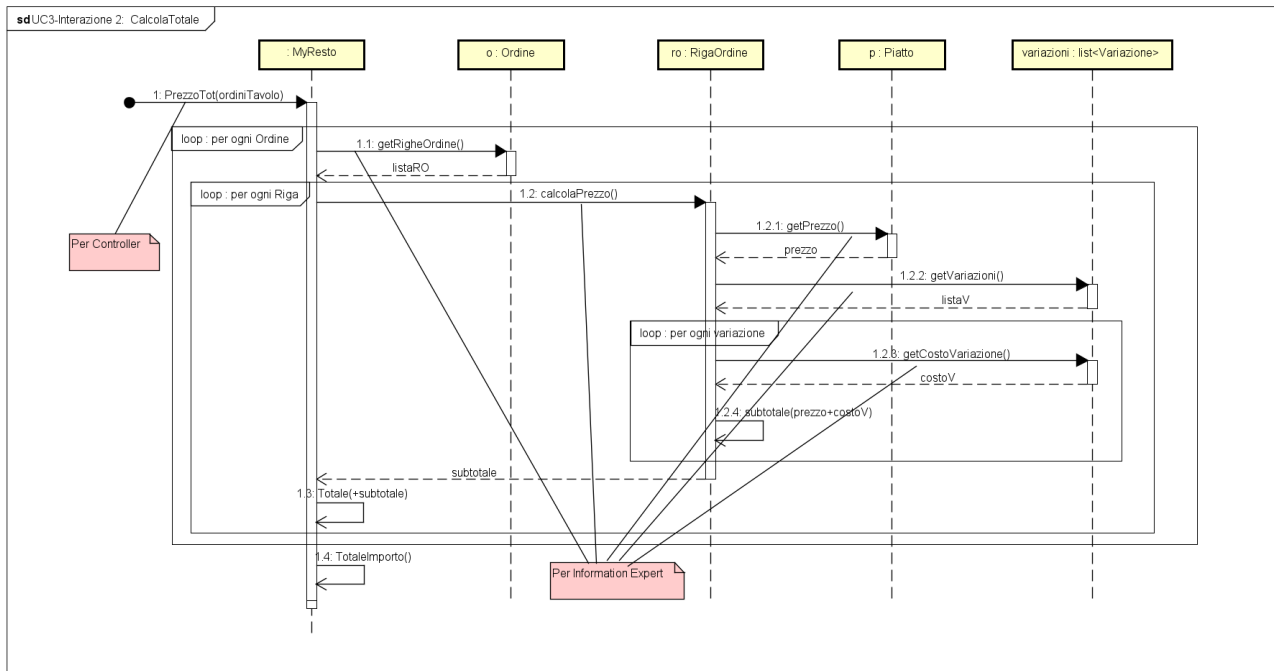 sd UC3-Interazione 2: CalcolaTotale
: MyResto
o : Ordine
ro : RigaOrdine
p : Piatto
variazioni : list<Variazione>
1: PrezzoTot(ordiniTavolo)
loop : per ogni Ordine
1.1: getRigheOrdine()
listaRO
loop : per ogni Riga
1.2: calcolaPrezzo()
1.2.1: getPrezzo()
Per Controller
prezzo
1.2.2: getVariazioni()
listaV
loop : per ogni variazione
1.2.3: getCostoVariazione()
costoV
1.2.4: subtotale(prezzo+costoV)
subtotale
1.3: Totale(+subtotale)
1.4: TotaleImporto()
Per Information Expert